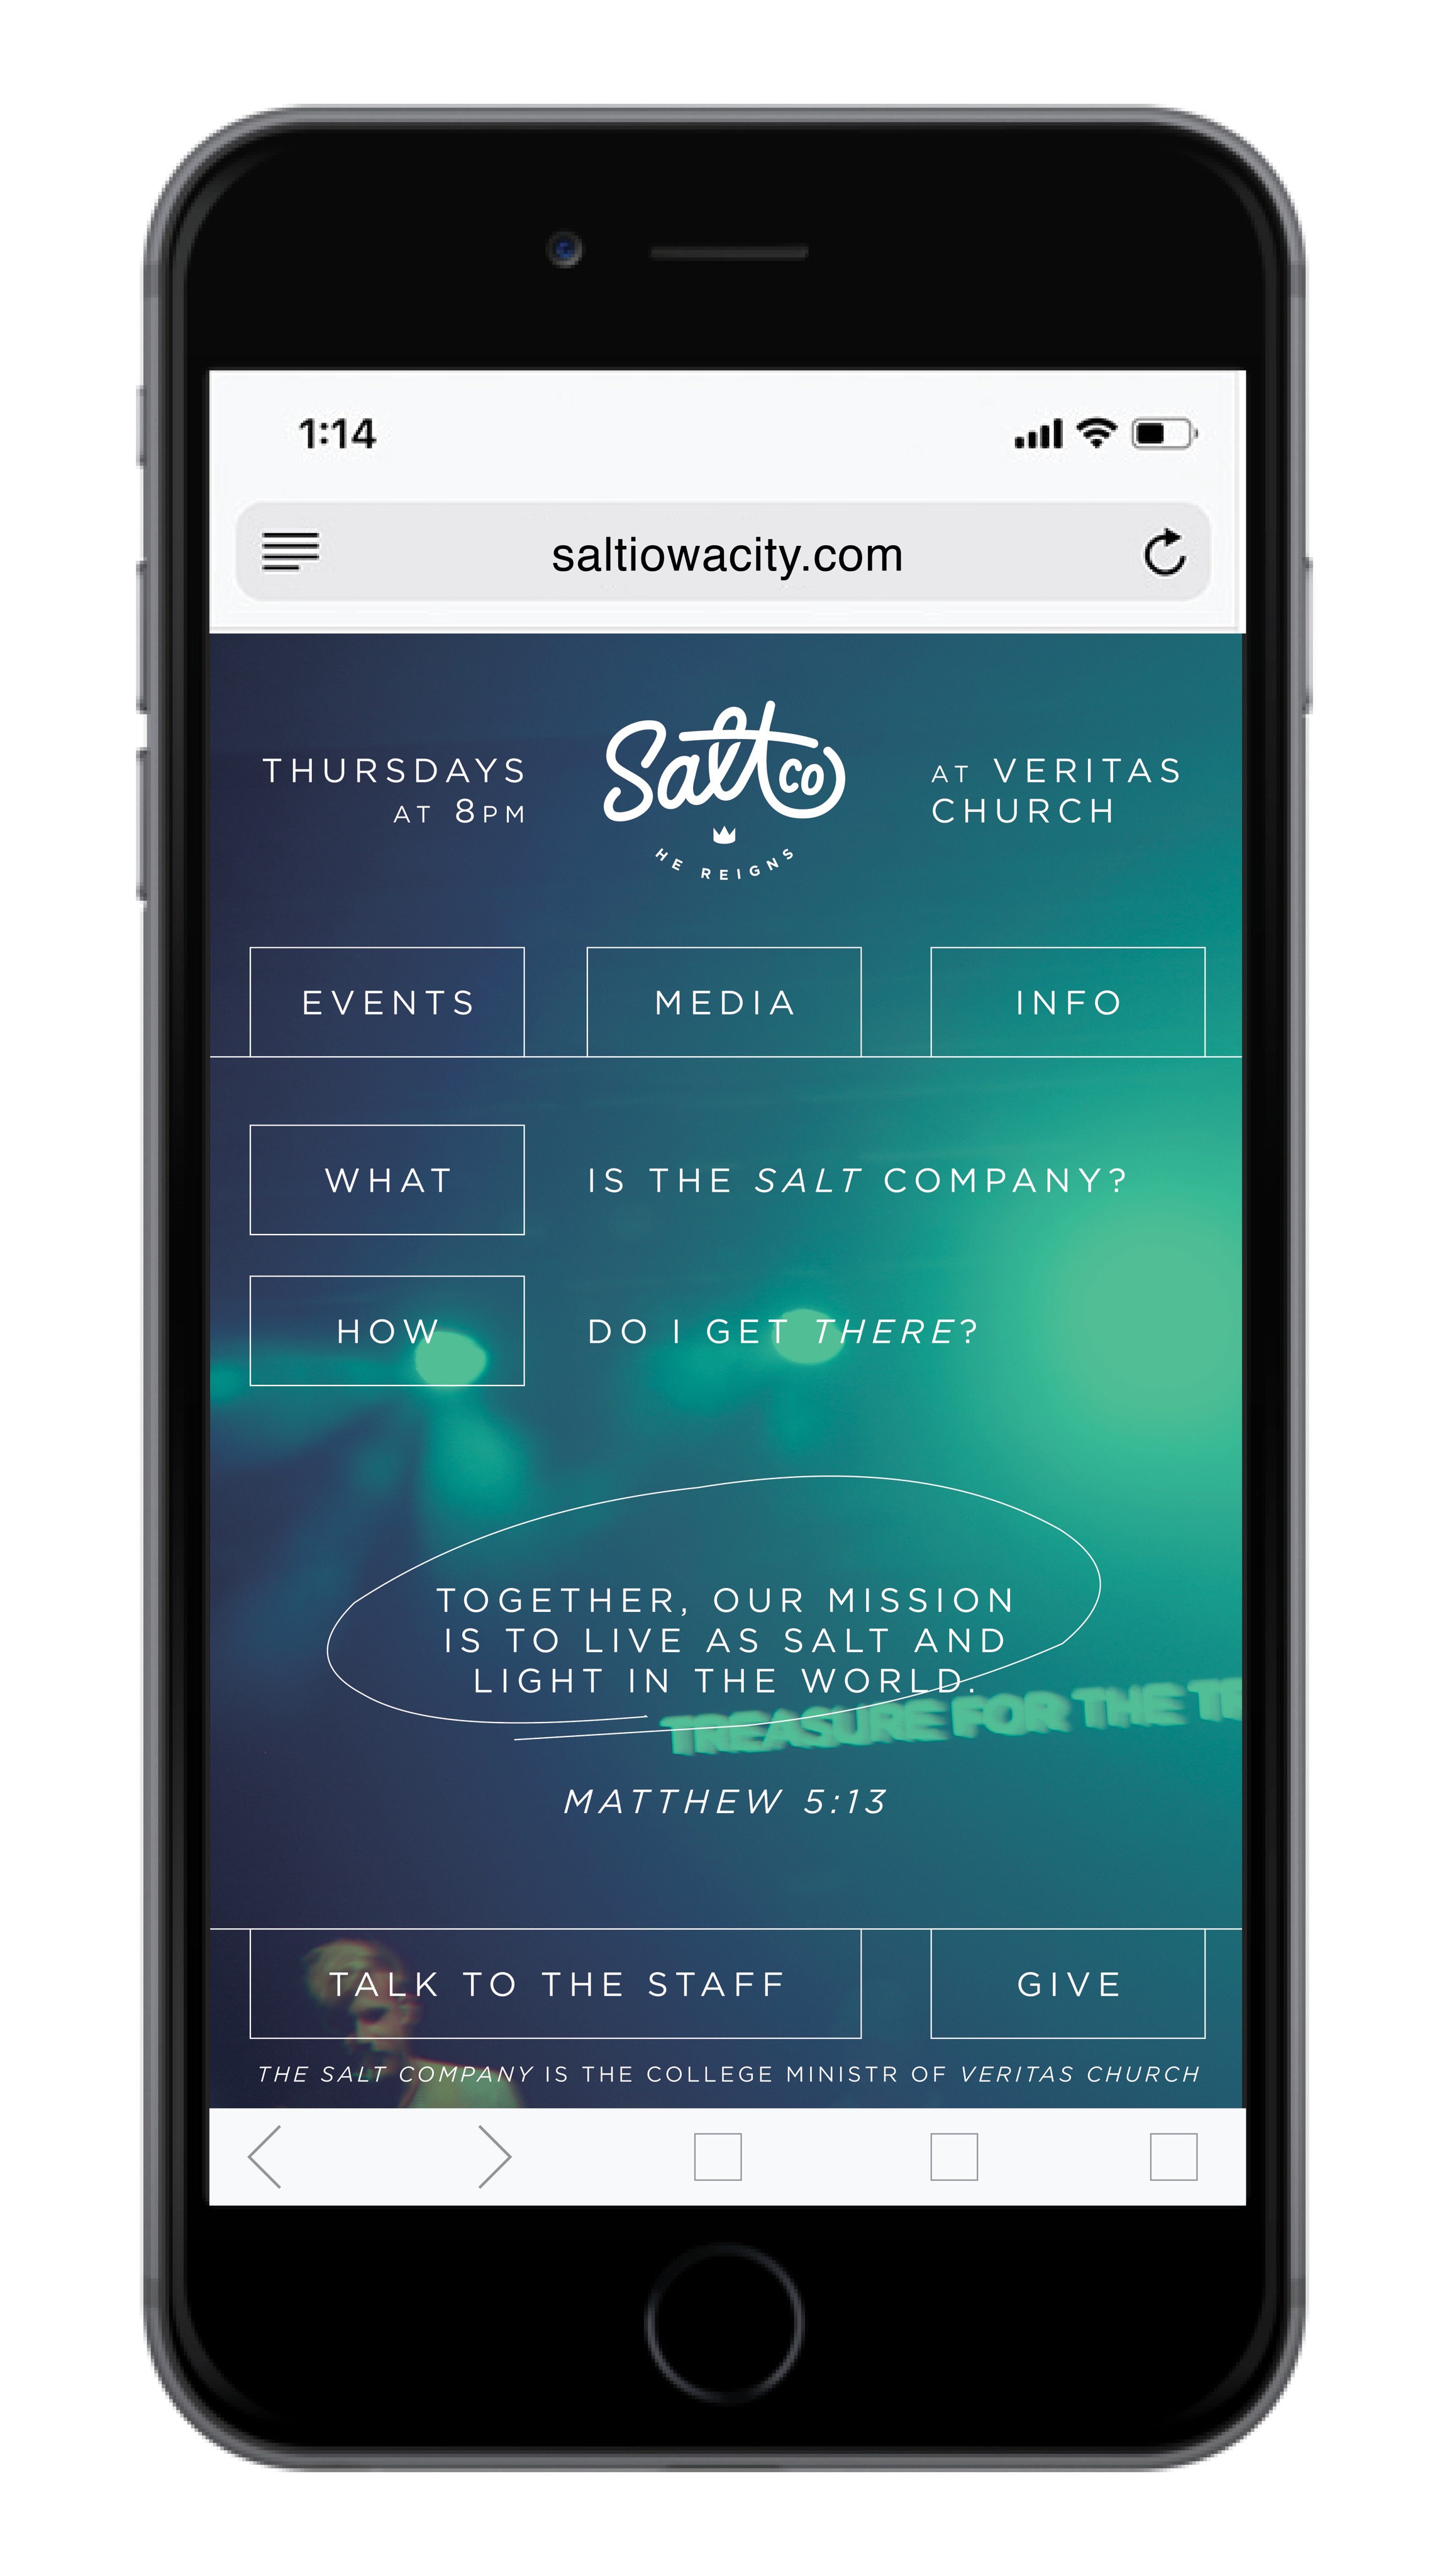 1:14
saltiowacity.com
THURSDAYS
AT 8PM
Salt co
HE REIGNS
AT VERITAS
CHURCH
EVENTS
MEDIA
INFO
WHAT
IS THE SALT COMPANY?
HOW
DO I GET THERE?
TOGETHER, OUR MISSION
IS TO LIVE AS SALT AND
LIGHT IN THE WORLD.
TREASURE FOR THE
MATTHEW 5:13
TALK TO THE STAFF
GIVE
THE SALT COMPANY IS THE COLLEGE MINISTR OF VERITAS CHURCH